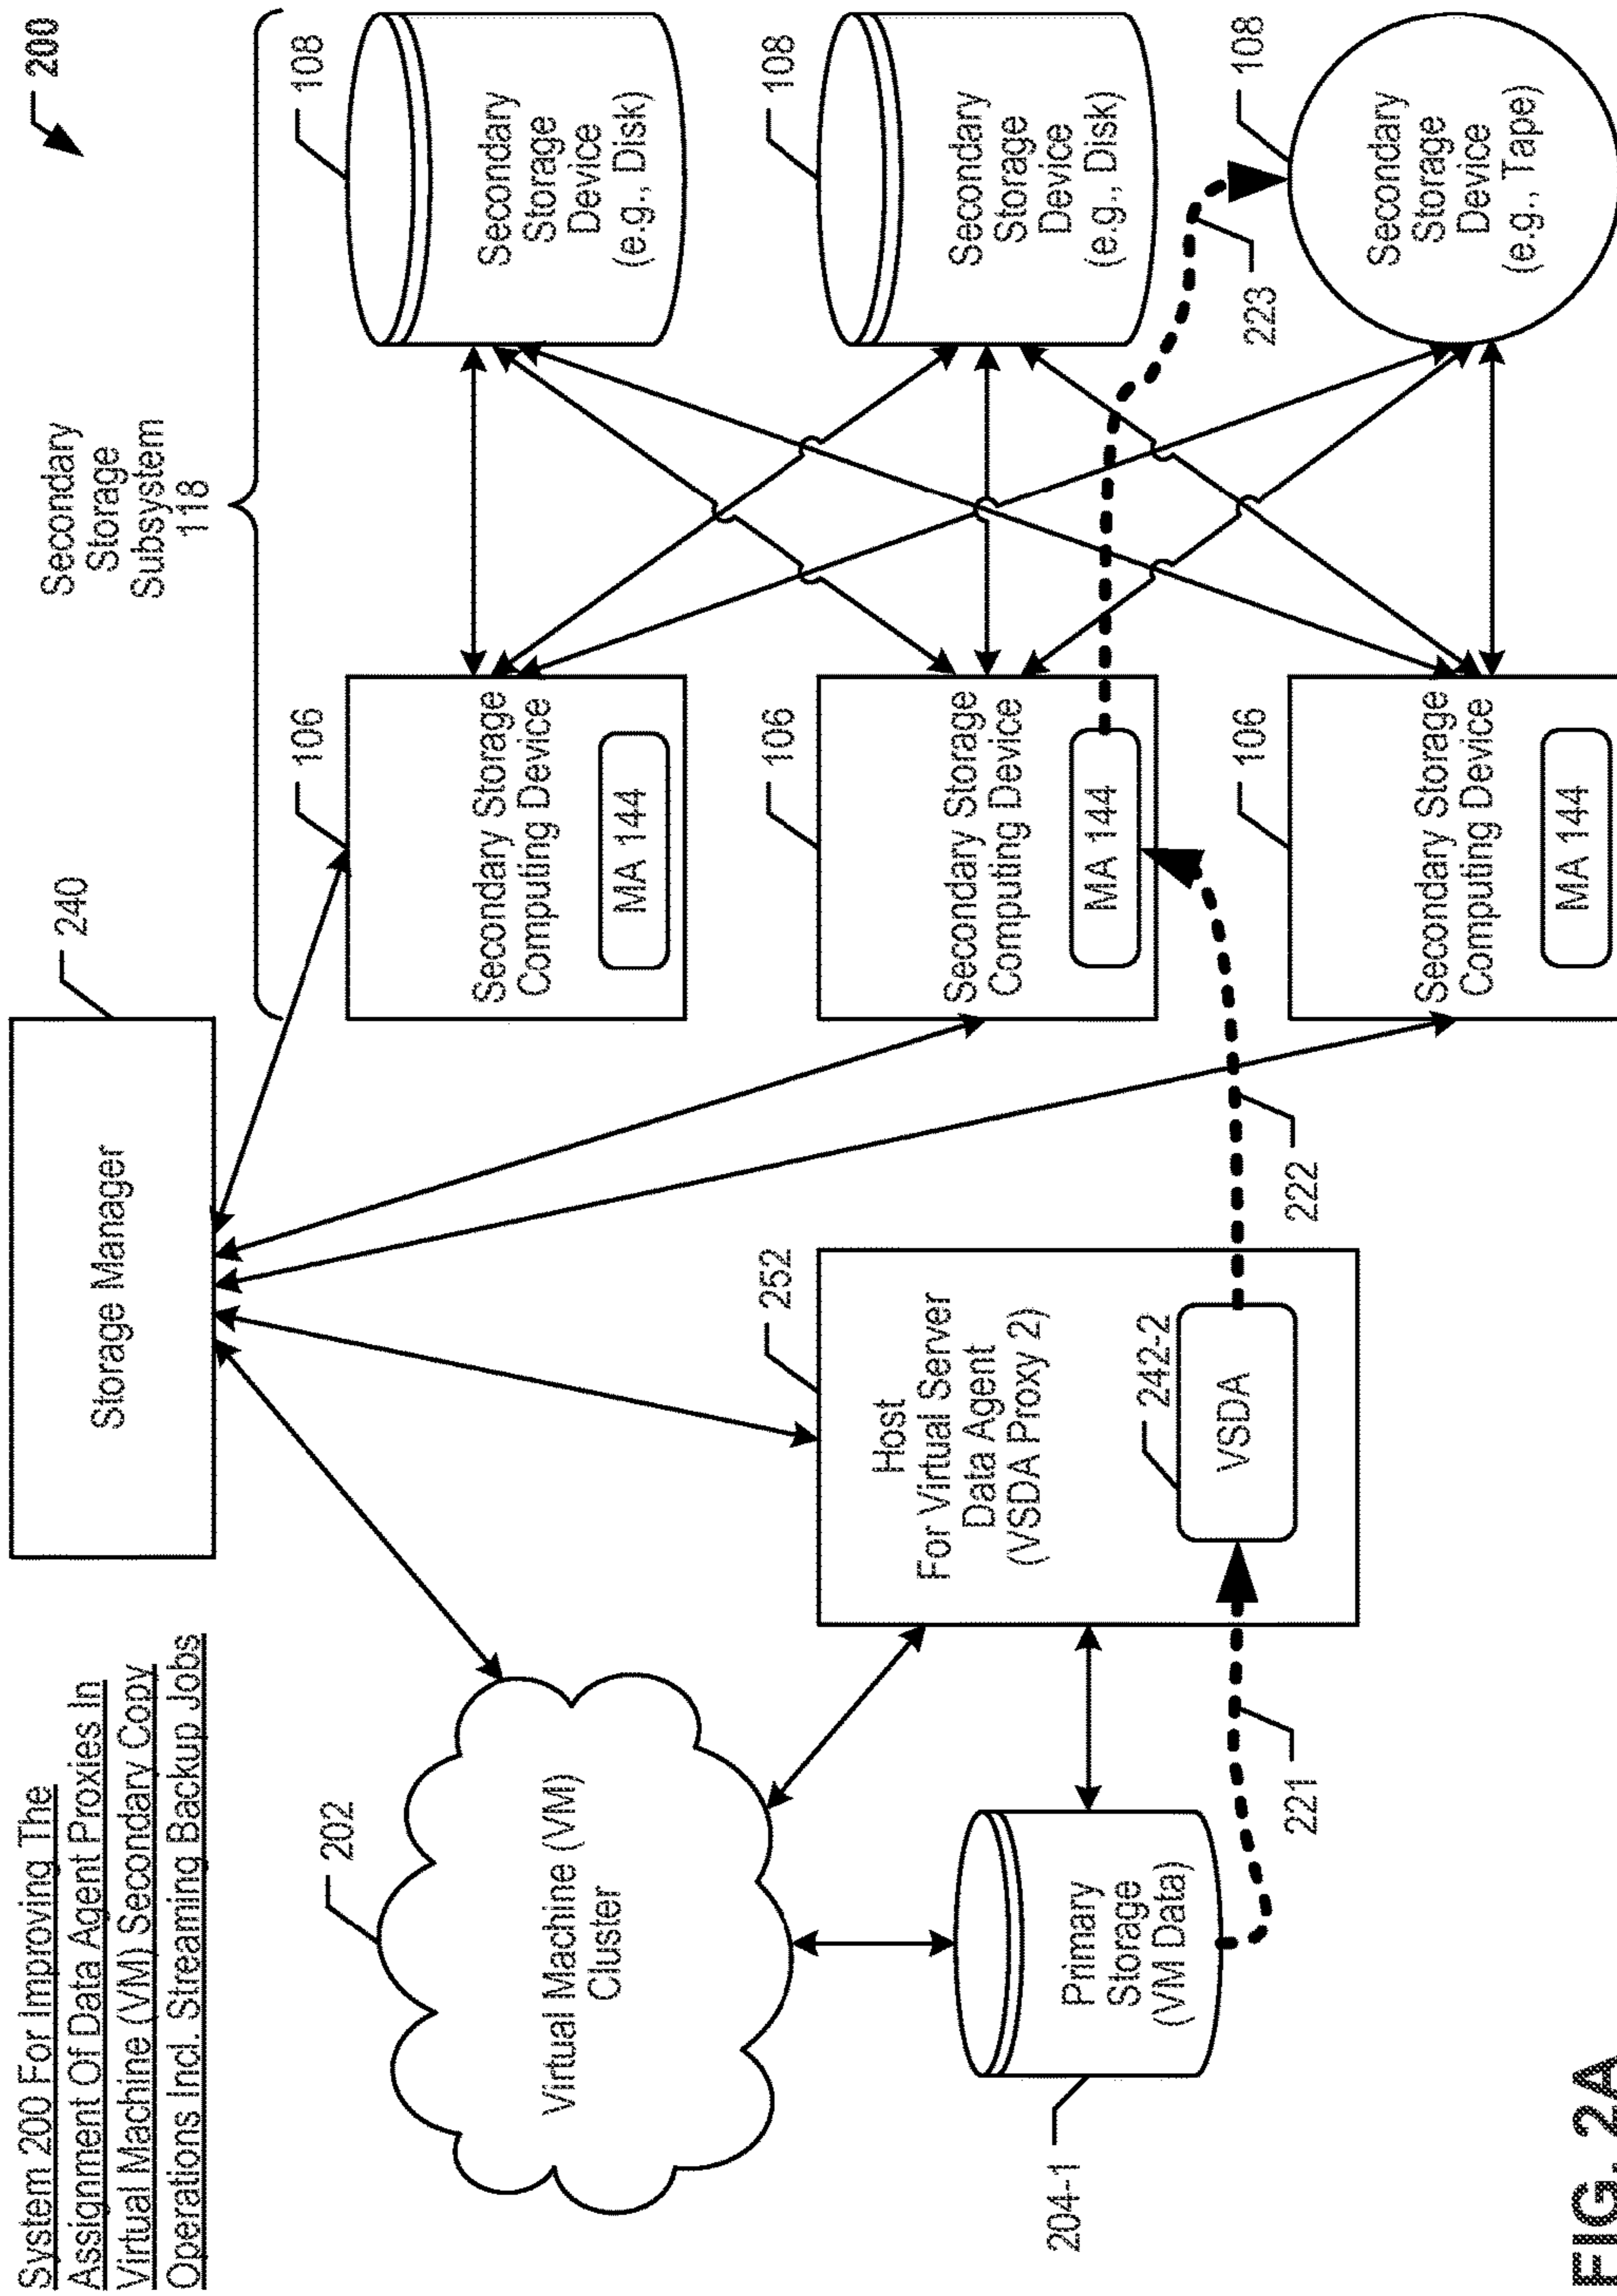 System 200 For Improving The
Assignment Of Data Agent Proxies In
Virtual Machine (VM) Secondary Copy
Operations Incl. Streaming Backup Jobs
200
Storage Manager
240
Secondary
Storage
Subsystem
118
202
Virtual Machine (VM)
Cluster
204-1
Primary
Storage
(VM Data)
221
252
Host
For Virtual Server
Data Agent
(VSDA Proxy 2)
242-2
VSDA
222
106
Secondary Storage
Computing Device
MA 144
106
Secondary Storage
Computing Device
MA 144
106
Secondary Storage
Computing Device
MA 144
108
Secondary
Storage
Device
(e.g., Disk)
108
Secondary
Storage
Device
(e.g., Disk)
223
108
Secondary
Storage
Device
(e.g., Tape)
FIG. 2A